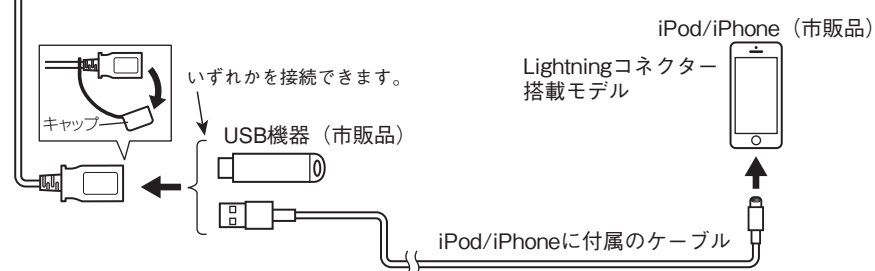 iPod/iPhone（市販品）
Lightningコネクター
搭載モデル
いずれかを接続できます。
キャップ
USB機器（市販品）
iPod/iPhoneに付属のケーブル